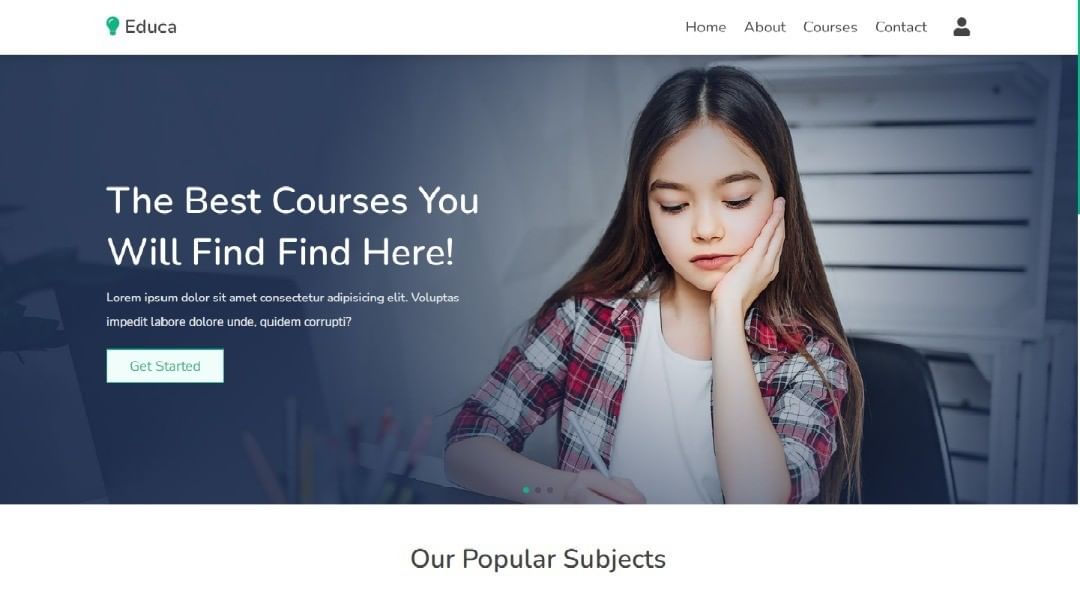 Educa
Home About Courses Contact
The Best Courses You
Will Find Find Here!
Lorem ipsum dolor sit amet consectetur adipisicing elit. Voluptas
impedit labore dolore unde, quidem corrupti?
Get Started
Our Popular Subjects